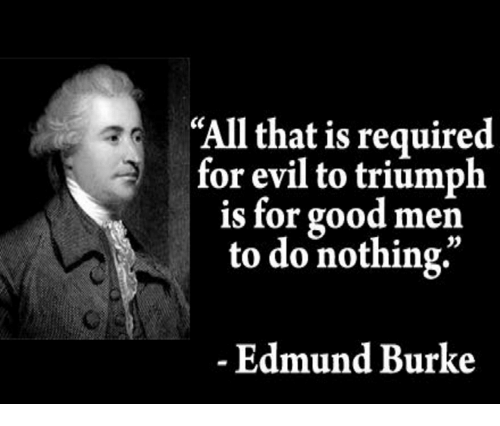 “All that is required
for evil to triumph
is for good men
to do nothing.”
- Edmund Burke